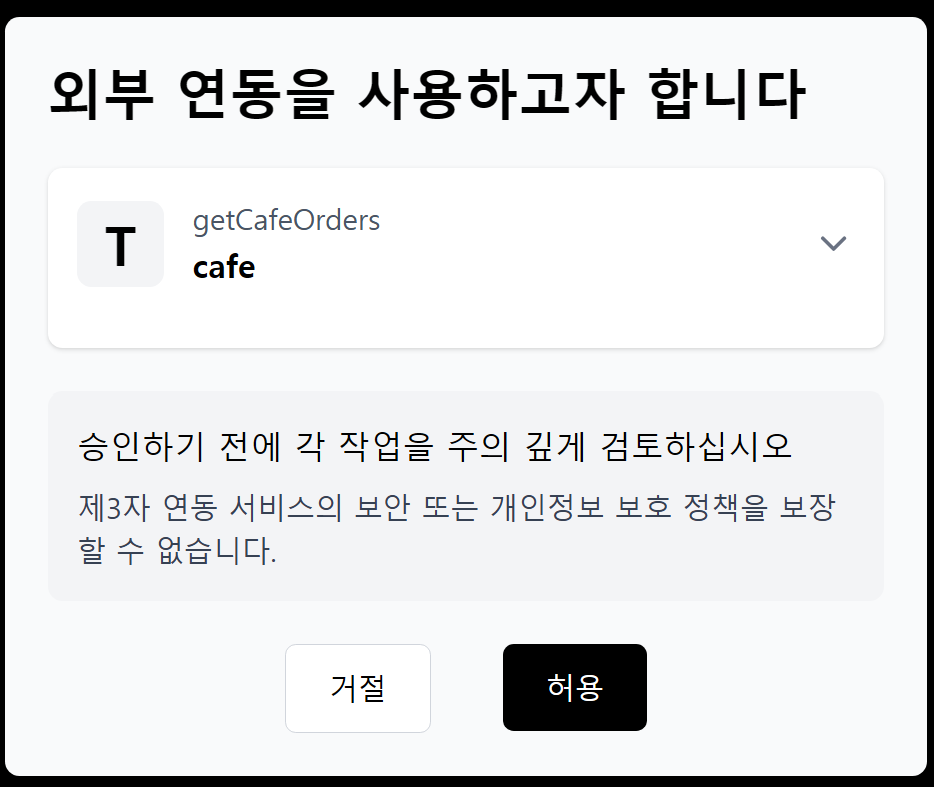 외부 연동을 사용하고자 합니다
T
getCafeOrders
cafe
승인하기 전에 각 작업을 주의 깊게 검토하십시오
제3자 연동 서비스의 보안 또는 개인정보 보호 정책을 보장
할 수 없습니다.
거절
허용